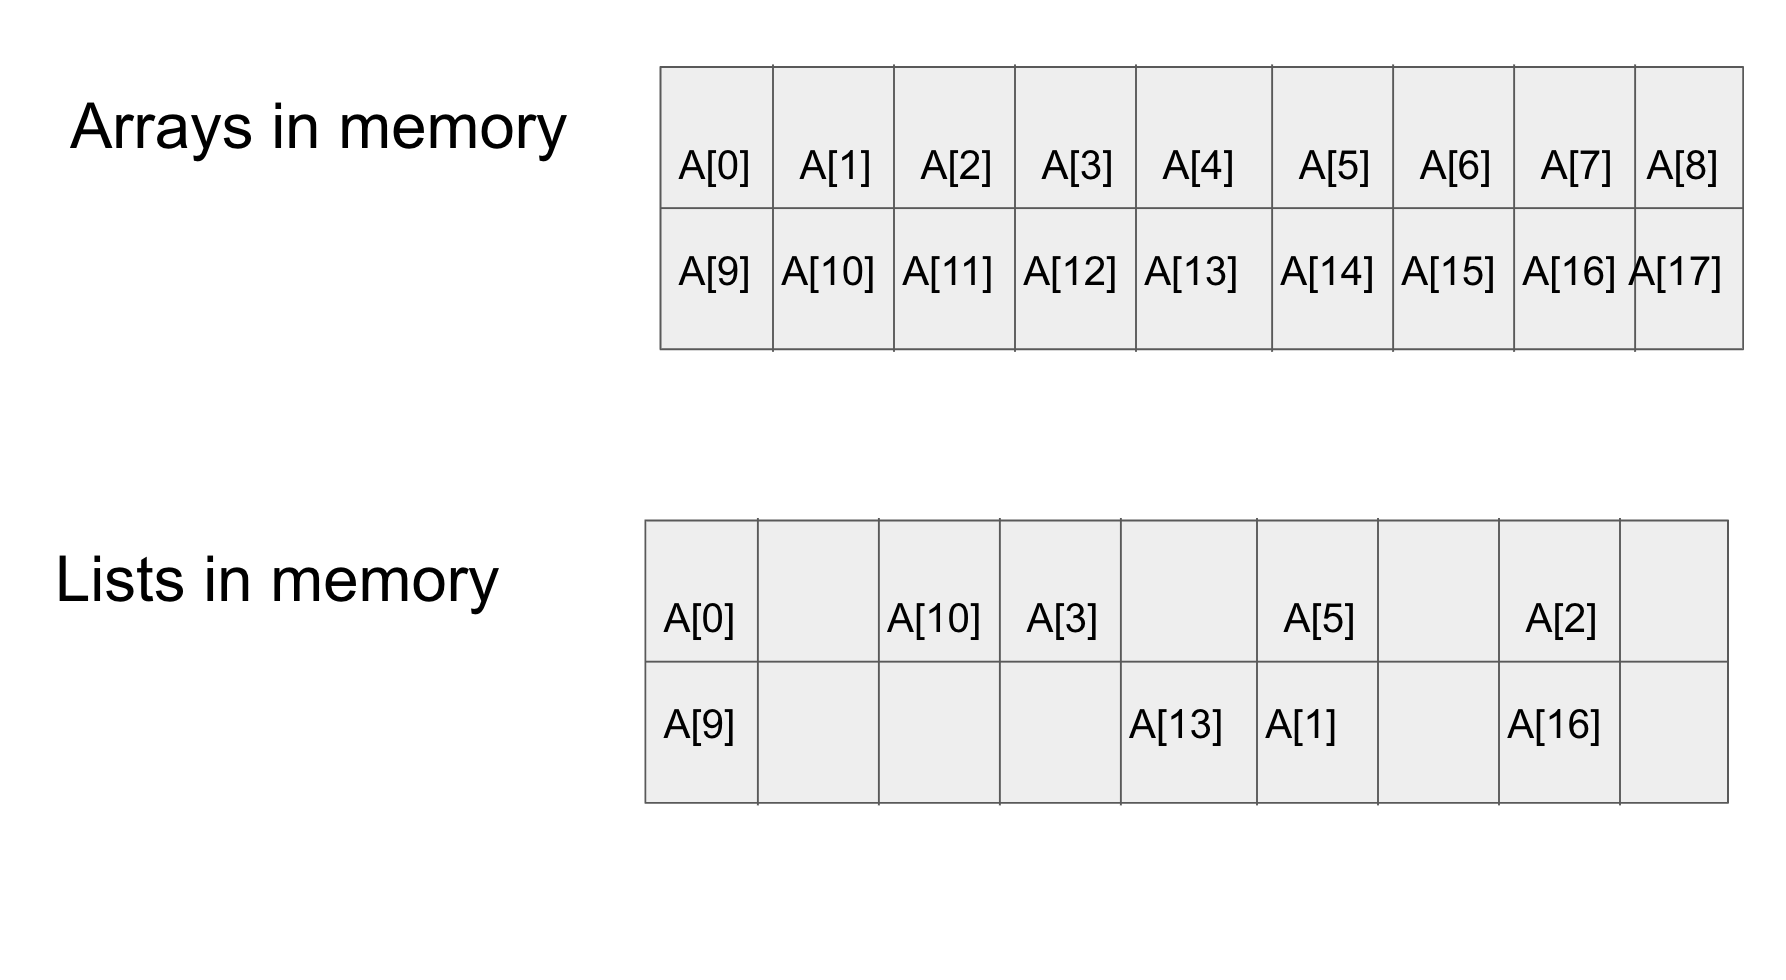 Arrays in memory
A[0] A[1] A[2] A[3] A[4] A[5] A[6] A[7] A[8]
A[9] A[10] A[11] A[12] A[13] A[14] A[15] A[16] A[17]
Lists in memory
A[0] A[10] A[3] A[5] A[2]
A[9] A[13] A[1] A[16]